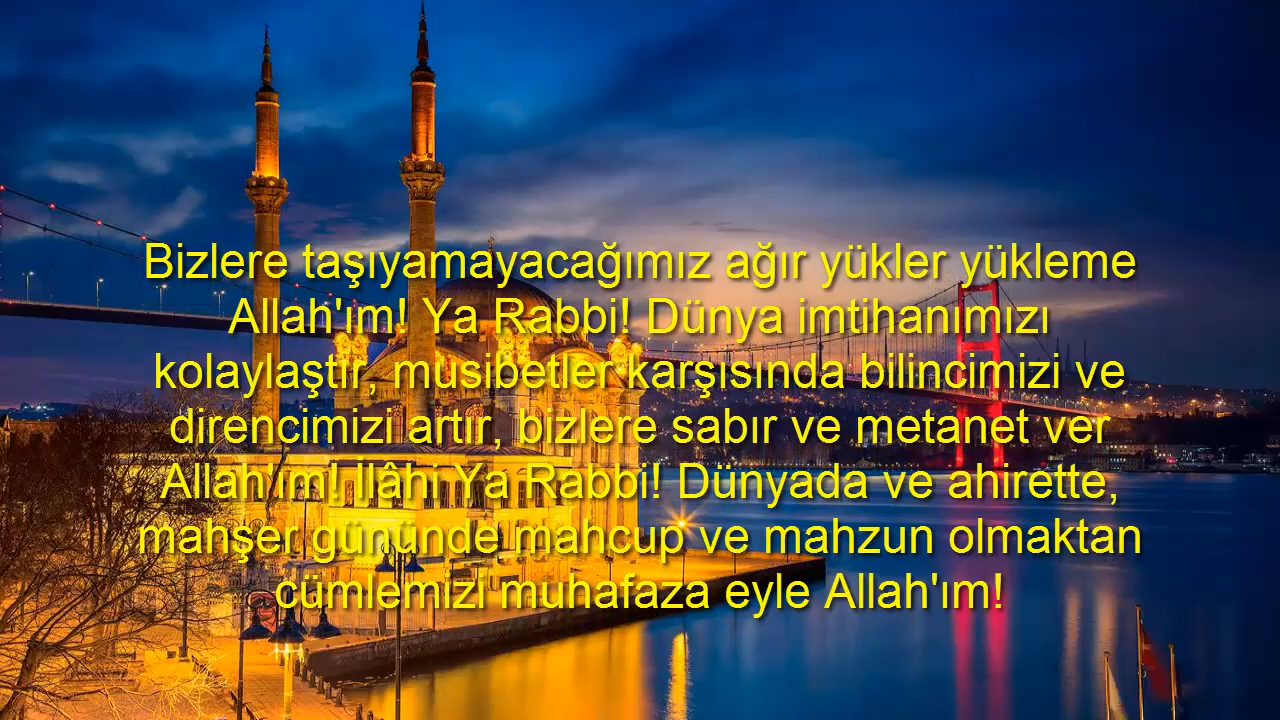 Bizlere taşıyamayacağımız ağır yükler yükleme
Allah'ım! Ya Rabbi! Dünya imtihanımızı
kolaylaştır, musibetler karşısında bilincimizi ve
direncimizi artır, bizlere sabır ve metanet ver
Allah'ım! İlâhi Ya Rabbi! Dünyada ve ahirette,
mahşer gününde mahcup ve mahzun olmaktan
cümlemizi muhafaza eyle Allah'ım!